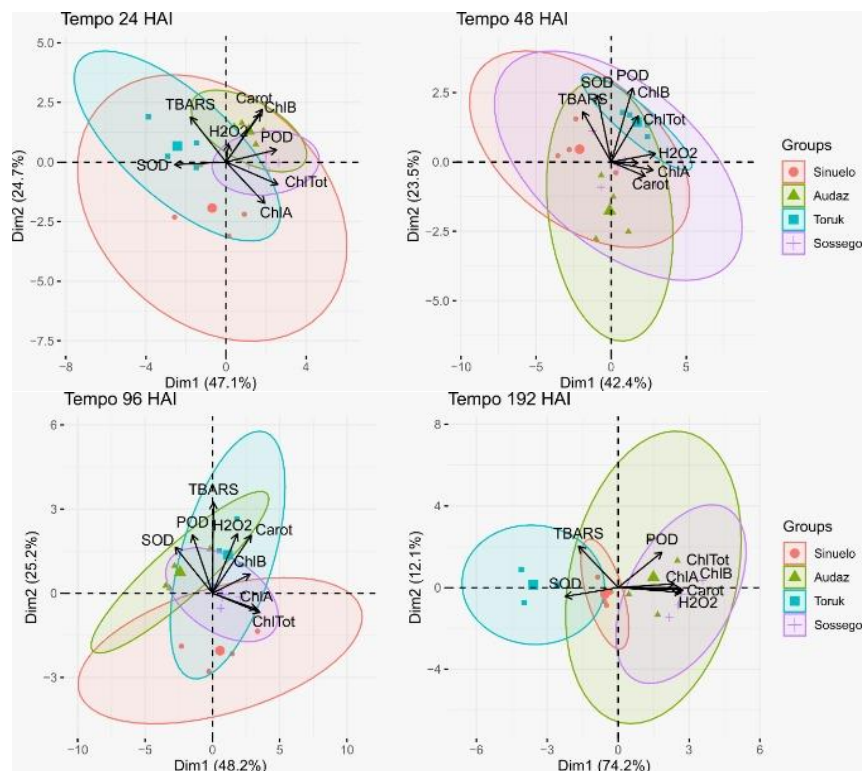 Tempo 24 HAI
5.0
2.5
0.0
-2.5
-5.0
-7.5
Dim2 (24.7%)
TBARS
Carot
ChlB
H2O2
POD
SOD
ChlTot
ChlA
-8
-4
0
4
Dim1 (47.1%)
Tempo 48 HAI
2.5
0.0
-2.5
-5.0
Dim2 (23.5%)
SOD
POD
TBARS
ChlB
ChlTot
H2O2
ChlA
Carot
-10
-5
0
5
Dim1 (42.4%)
Groups
Sinuelo
Audaz
Toruk
Sossego
Tempo 96 HAI
6
3
0
-3
Dim2 (25.2%)
TBARS
POD
H2O2
Carot
SOD
ChlB
ChlA
ChlTot
-10
-5
0
5
10
Dim1 (48.2%)
Tempo 192 HAI
8
4
0
-4
Dim2 (12.1%)
TBARS
POD
ChlTot
ChlA
ChlB
SOD
Carot
H2O2
-6
-3
0
3
6
Dim1 (74.2%)
Groups
Sinuelo
Audaz
Toruk
Sossego